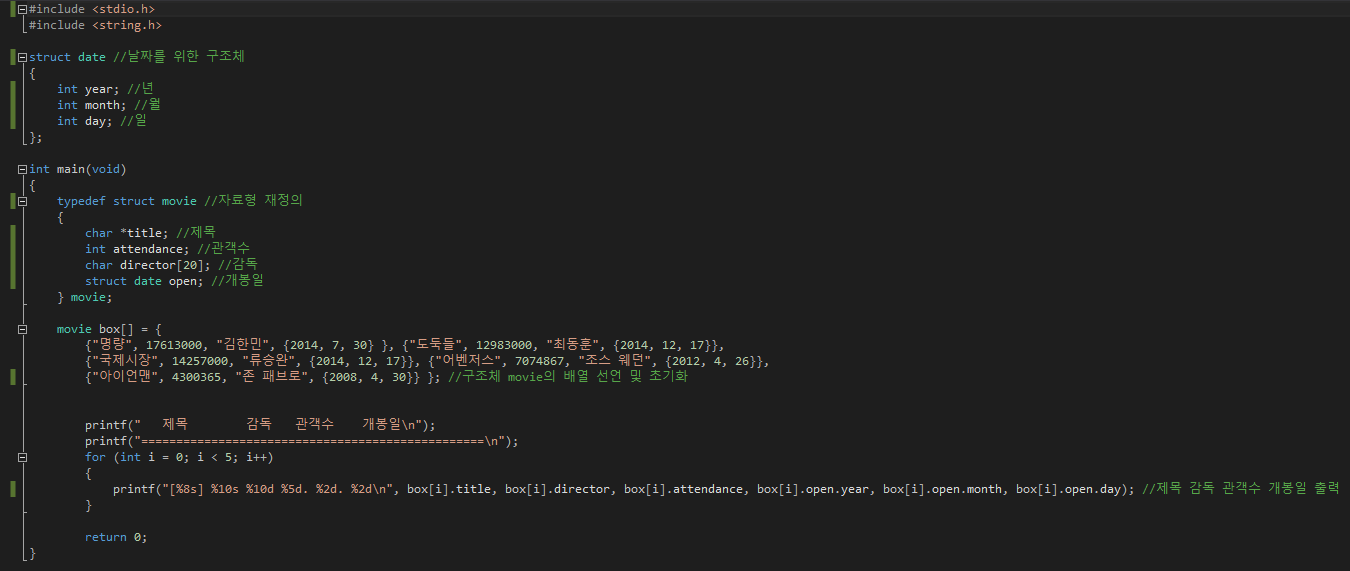 #include <stdio.h>
#include <string.h>
struct date //날짜를 위한 구조체
{
int year; //년
int month; //월
int day; //일
};
int main(void)
{
typedef struct movie //자료형 재정의
{
char *title; //제목
int attendance; //관객수
char director[20]; //감독
struct date open; //개봉일
} movie;
movie box[] = {
{"명량", 17613000, "김한민", {2014, 7, 30} }, {"도둑들", 12983000, "최동훈", {2014, 12, 17}},
{"국제시장", 14257000, "류승완", {2014, 12, 17}}, {"어벤저스", 7074867, "조스 웨던", {2012, 4, 26}},
{"아이언맨", 4300365, "존 패브로", {2008, 4, 30}} }; //구조체 movie의 배열 선언 및 초기화
printf("   제목        감독   관객수    개봉일\n");
printf("=================================================\n");
for (int i = 0; i < 5; i++)
{
printf("[%8s] %10s %10d %5d. %2d. %2d\n", box[i].title, box[i].director, box[i].attendance, box[i].open.year, box[i].open.month, box[i].open.day); //제목 감독 관객수 개봉일 출력
}
return 0;
}